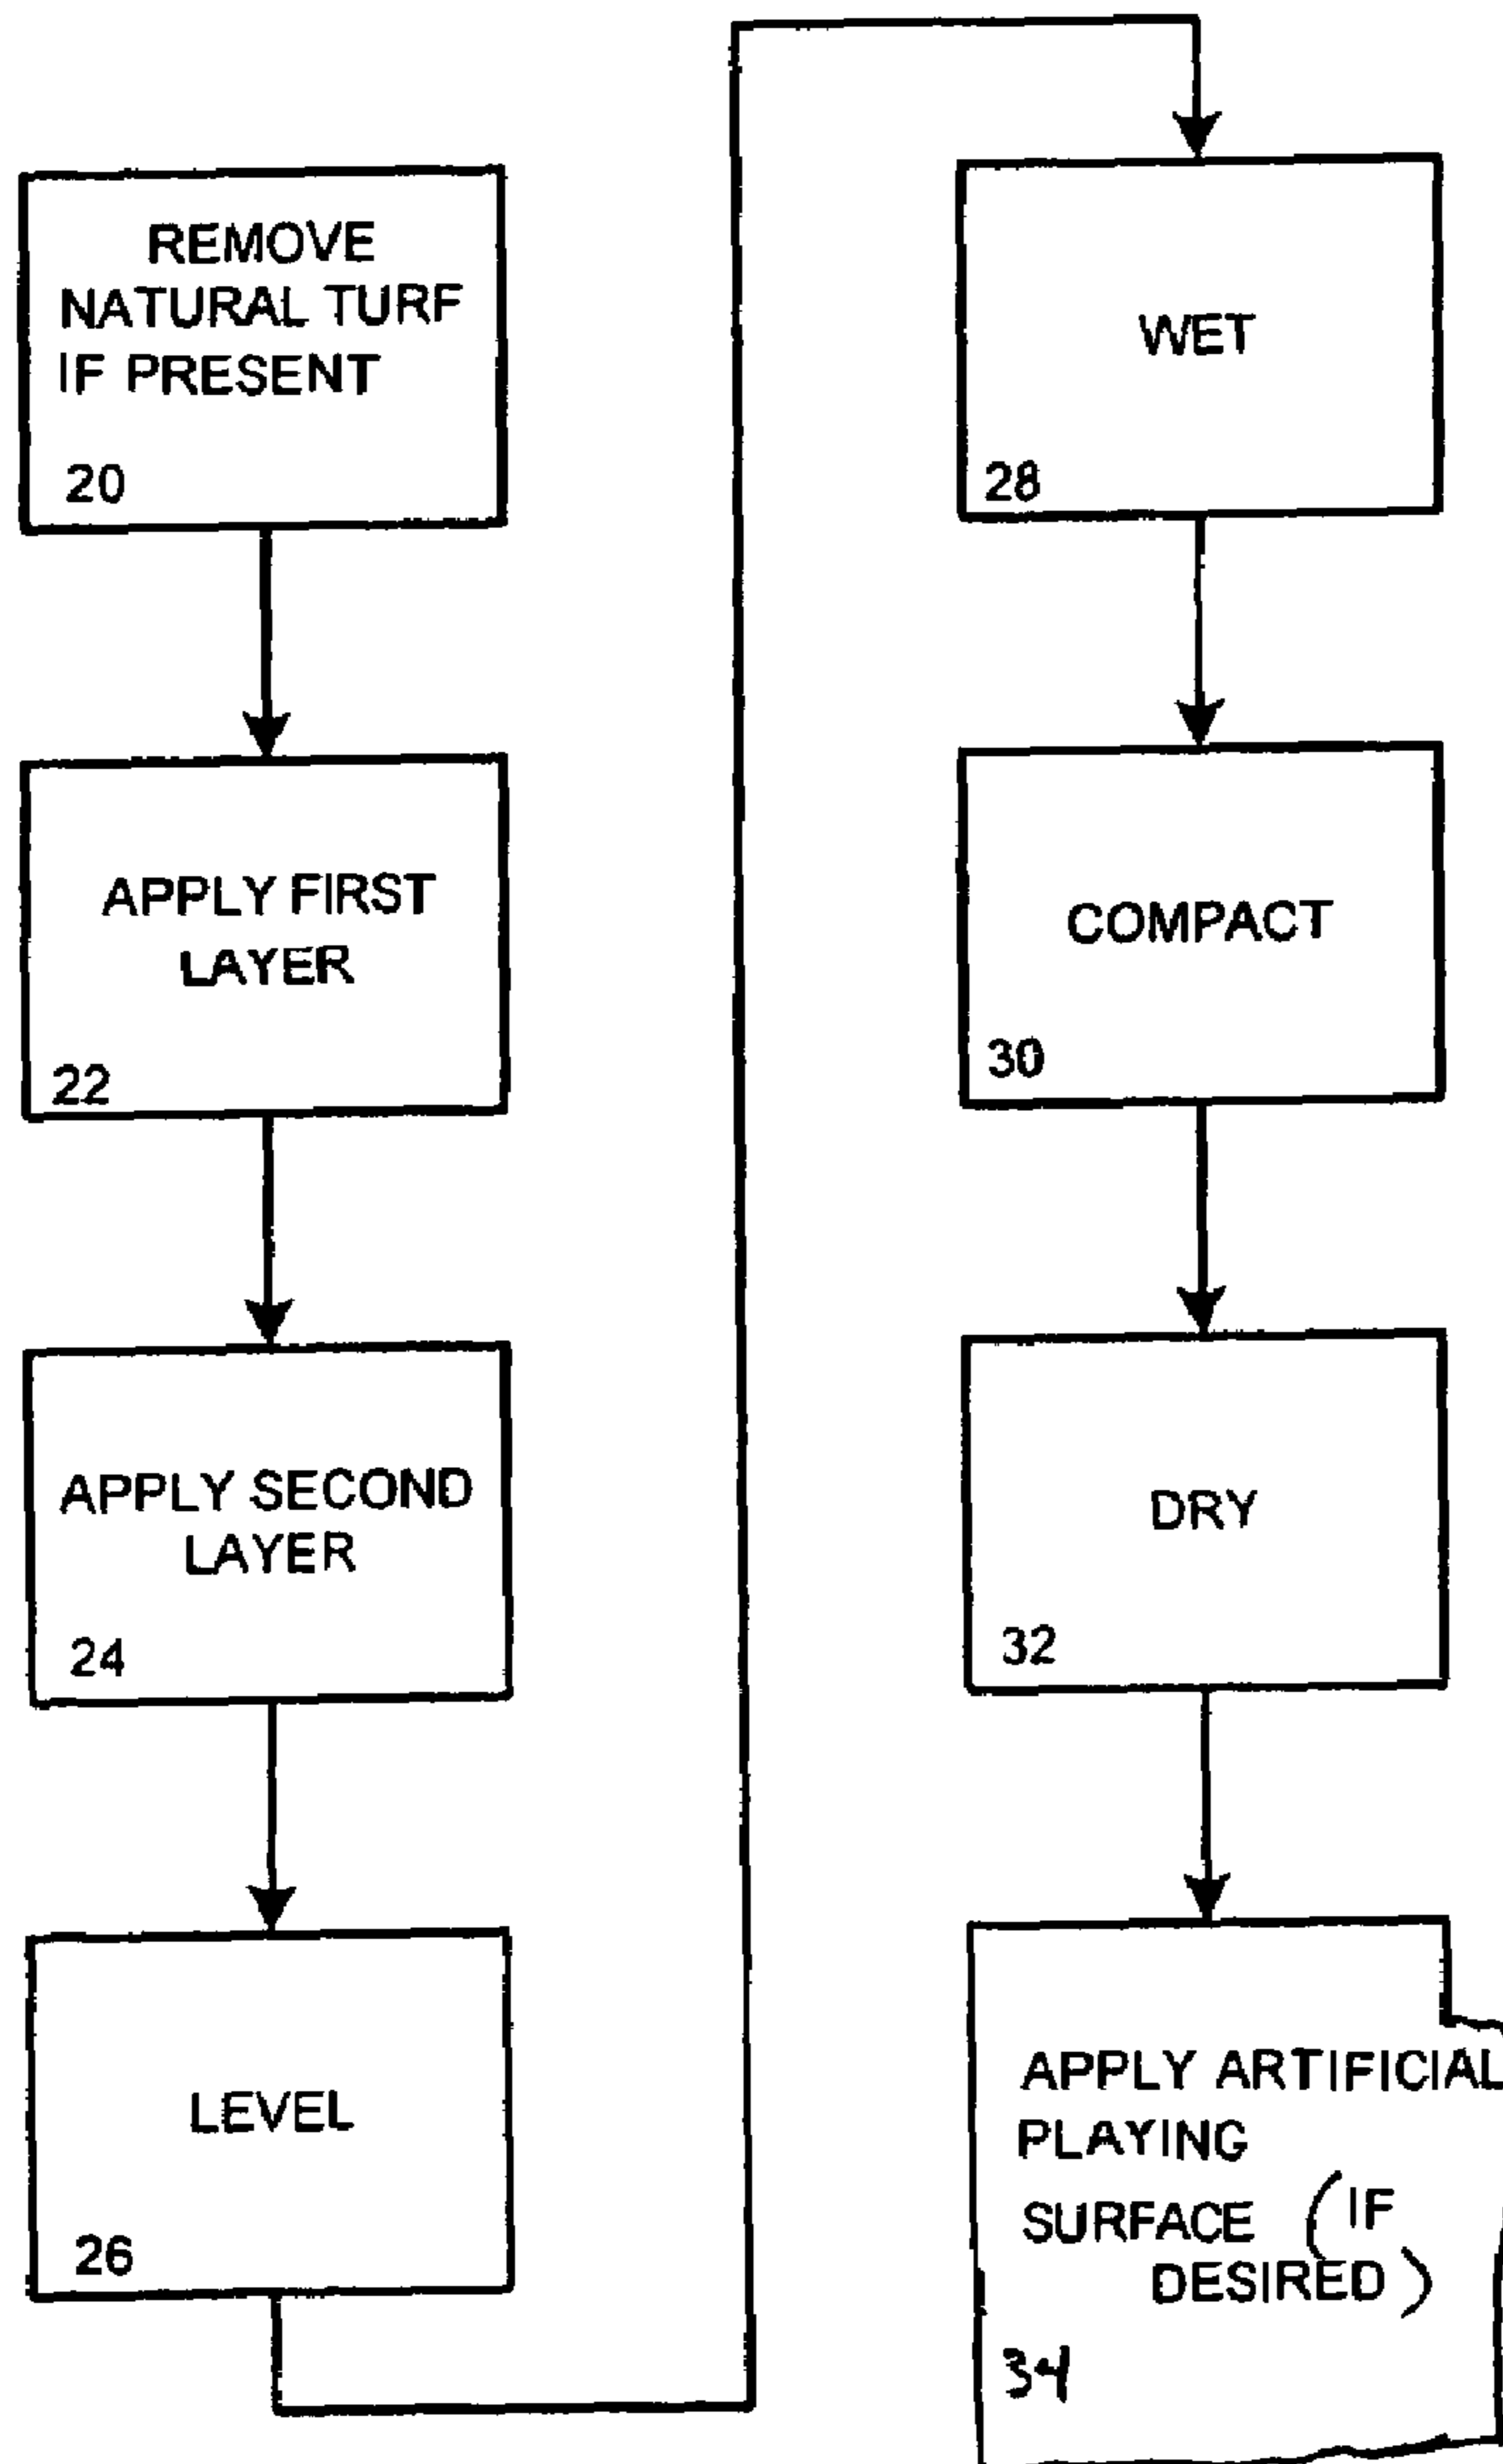 REMOVE
NATURAL TURF
IF PRESENT
20
APPLY FIRST
LAYER
22
APPLY SECOND
LAYER
24
LEVEL
26
WET
28
COMPACT
30
DRY
32
APPLY ARTIFICIAL
PLAYING
SURFACE (IF
DESIRED)
34